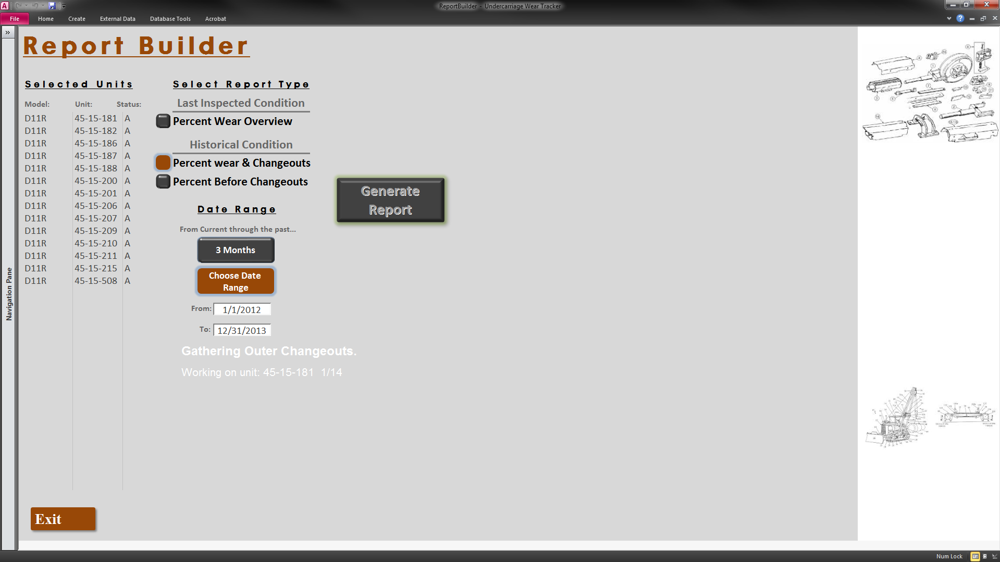 ReportBuilder - Undercarriage Wear Tracker
File Home Create External Data Database Tools Acrobat
Report Builder
Selected Units
Model: Unit: Status:
D11R 45-15-181 A
D11R 45-15-182 A
D11R 45-15-186 A
D11R 45-15-187 A
D11R 45-15-188 A
D11R 45-15-200 A
D11R 45-15-201 A
D11R 45-15-206 A
D11R 45-15-207 A
D11R 45-15-209 A
D11R 45-15-210 A
D11R 45-15-211 A
D11R 45-15-215 A
D11R 45-15-508 A
Select Report Type
Last Inspected Condition
Percent Wear Overview
Historical Condition
Percent wear & Changeouts
Percent Before Changeouts
Date Range
From Current through the past...
3 Months
Choose Date
Range
From: 1/1/2012
To: 12/31/2013
Gathering Outer Changeouts.
Working on unit: 45-15-181 1/14
Generate
Report
Exit
Navigation Pane
Num Lock